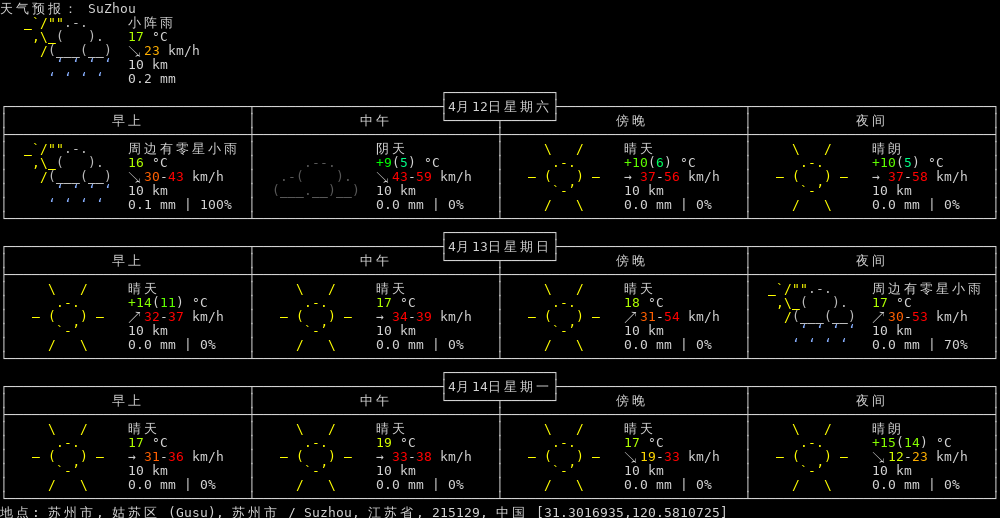 天气预报： SuZhou
小阵雨
17 °C
↘ 23 km/h
10 km
0.2 mm
4月12日星期六
早上 中午 傍晚 夜间
周边有零星小雨 阴天 晴天 晴朗
16 °C +9(5) °C +10(6) °C +10(5) °C
↘ 30-43 km/h ↘ 43-59 km/h → 37-56 km/h → 37-58 km/h
10 km 10 km 10 km 10 km
0.1 mm | 100% 0.0 mm | 0% 0.0 mm | 0% 0.0 mm | 0%
4月13日星期日
早上 中午 傍晚 夜间
晴天 晴天 晴天 周边有零星小雨
+14(11) °C 17 °C 18 °C 17 °C
↗ 32-37 km/h → 34-39 km/h ↗ 31-54 km/h ↗ 30-53 km/h
10 km 10 km 10 km 10 km
0.0 mm | 0% 0.0 mm | 0% 0.0 mm | 0% 0.0 mm | 70%
4月14日星期一
早上 中午 傍晚 夜间
晴天 晴天 晴天 晴朗
17 °C 19 °C 17 °C +15(14) °C
→ 31-36 km/h → 33-38 km/h ↘ 19-33 km/h ↘ 12-23 km/h
10 km 10 km 10 km 10 km
0.0 mm | 0% 0.0 mm | 0% 0.0 mm | 0% 0.0 mm | 0%
地点: 苏州市, 姑苏区 (Gusu), 苏州市 / Suzhou, 江苏省, 215129, 中国 [31.3016935,120.5810725]